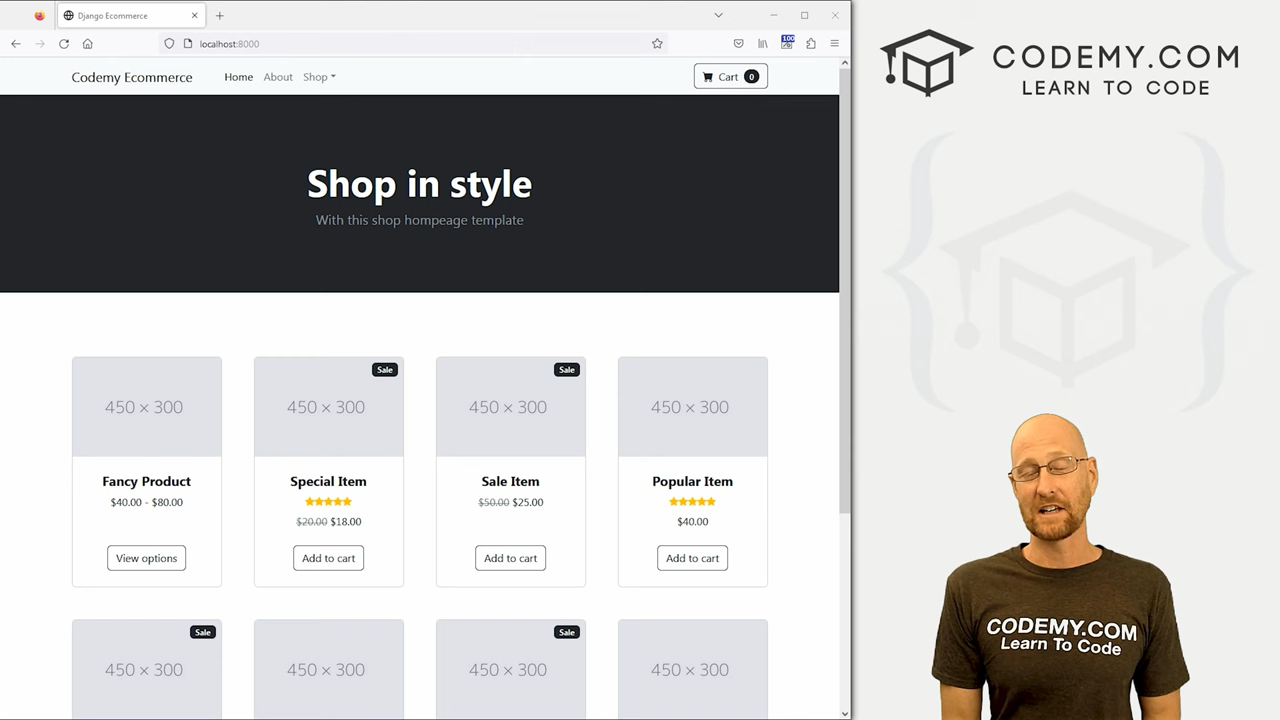 Django Ecommerce
localhost:8000
100
Codemy Ecommerce
Home
About
Shop
Cart 0
Shop in style
With this shop hompeage template
450 × 300
Sale
450 × 300
Sale
450 × 300
450 × 300
Fancy Product
$40.00 - $80.00
View options
Special Item
$20.00 $18.00
Add to cart
Sale Item
$50.00 $25.00
Add to cart
Popular Item
$40.00
Add to cart
Sale
450 × 300
450 × 300
Sale
450 × 300
450 × 300
CODEMY.COM
LEARN TO CODE
CODEMY.COM
Learn To Code